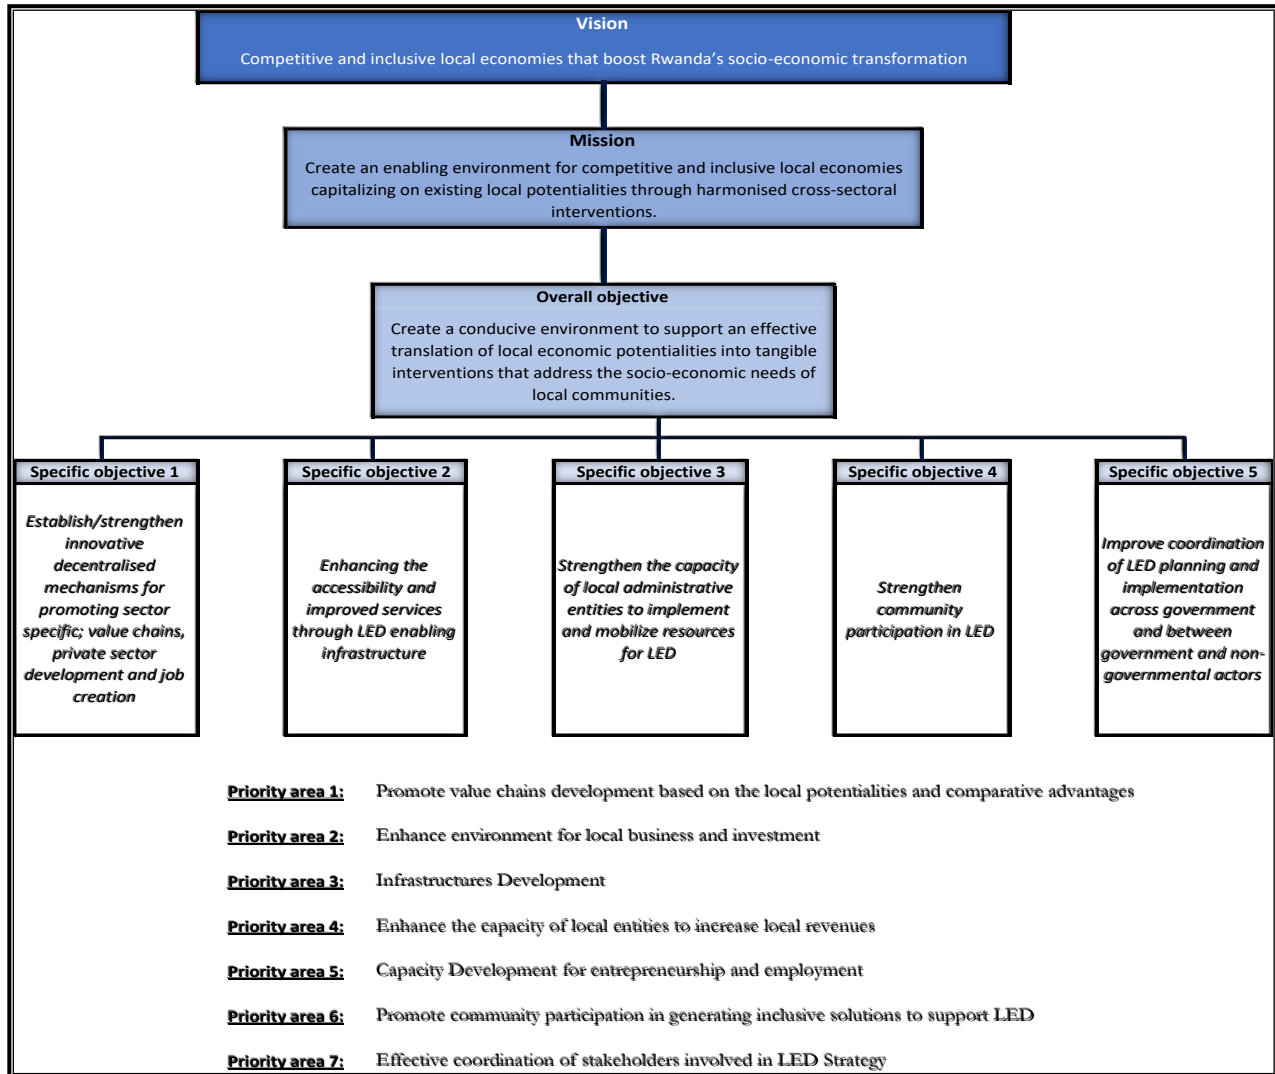 Vision
Competitive and inclusive local economies that boost Rwanda's socio-economic transformation
Mission
Create an enabling environment for competitive and inclusive local economies
capitalizing on existing local potentialities through harmonised cross-sectoral
interventions.
Overall objective
Create a conducive environment to support an effective
translation of local economic potentialities into tangible
interventions that address the socio-economic needs of
local communities.
Specific objective 1
Establish/strengthen
innovative
decentralised
mechanisms for
promoting sector
specific; value chains,
private sector
development and job
creation
Specific objective 2
Enhancing the
accessibility and
improved services
through LED enabling
infrastructure
Specific objective 3
Strengthen the capacity
of local administrative
entities to implement
and mobilize resources
for LED
Specific objective 4
Strengthen
community
participation in LED
Specific objective 5
Improve coordination
of LED planning and
implementation
across government
and between
government and non-
governmental actors
Priority area 1: Promote value chains development based on the local potentialities and comparative advantages
Priority area 2: Enhance environment for local business and investment
Priority area 3: Infrastructures Development
Priority area 4: Enhance the capacity of local entities to increase local revenues
Priority area 5: Capacity Development for entrepreneurship and employment
Priority area 6: Promote community participation in generating inclusive solutions to support LED
Priority area 7: Effective coordination of stakeholders involved in LED Strategy